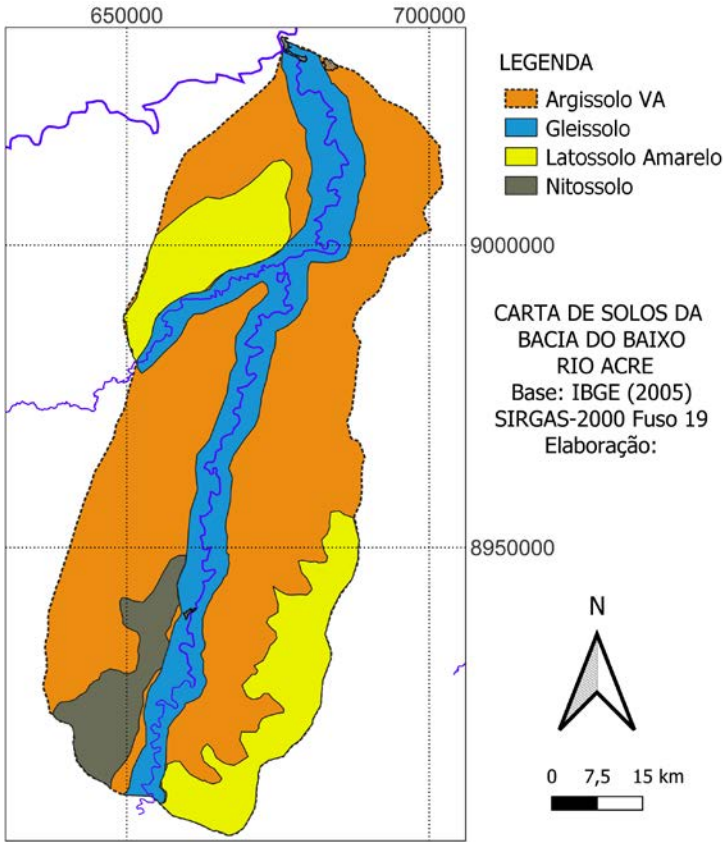 650000
700000
LEGENDA
Argissolo VA
Gleissolo
Latossolo Amarelo
Nitossolo
9000000
CARTA DE SOLOS DA
BACIA DO BAIXO
RIO ACRE
Base: IBGE (2005)
SIRGAS-2000 Fuso 19
Elaboração:
8950000
N
0 7,5 15 km